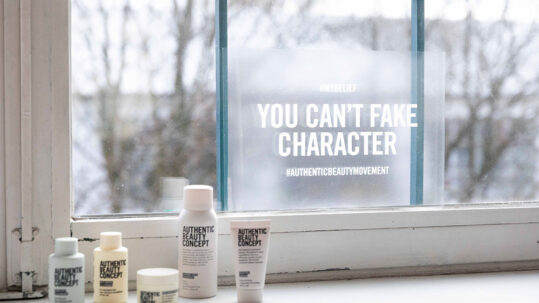 #MYBELIEF
YOU CAN'T FAKE
CHARACTER
#AUTHENTICBEAUTYMOVEMENT
AUTHENTIC
BEAUTY
CONCEPT
AUTHENTIC
BEAUTY
CONCEPT
AUTHENTIC
BEAUTY
CONCEPT
AUTHENTIC
BEAUTY
CONCEPT